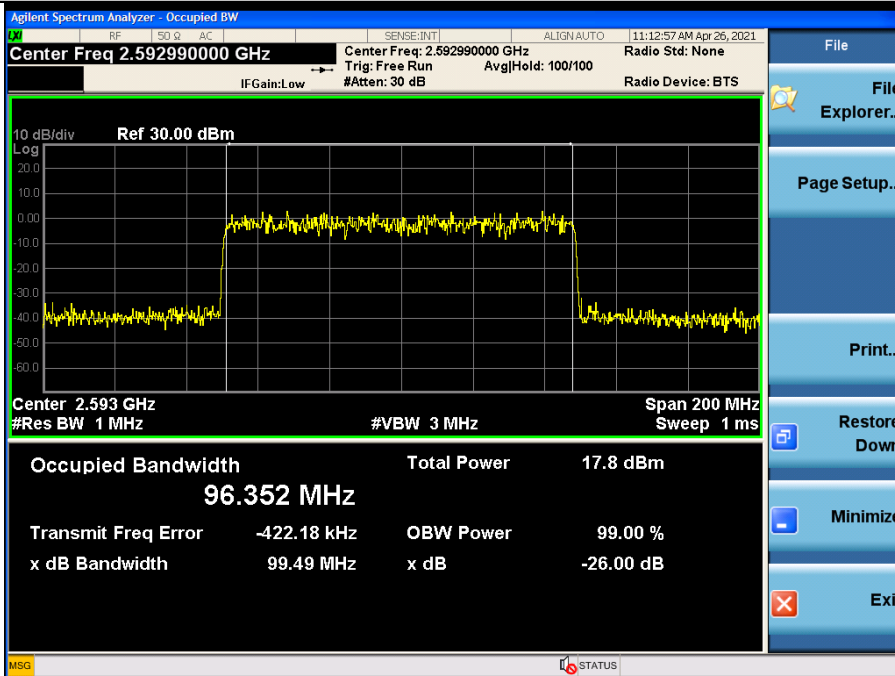 Agilent Spectrum Analyzer - Occupied BW
LXI RF 50 Ω AC SENSE:INT ALIGN AUTO 11:12:57 AM Apr 26, 2021
Center Freq 2.592990000 GHz
Center Freq: 2.592990000 GHz
Radio Std: None
Trig: Free Run Avg|Hold: 100/100
IFGain:Low
#Atten: 30 dB
Radio Device: BTS
10 dB/div Ref 30.00 dBm
Log
20.0
10.0
0.00
-10.0
-20.0
-30.0
-40.0
-50.0
-60.0
Center 2.593 GHz
Span 200 MHz
#Res BW 1 MHz
#VBW 3 MHz
Sweep 1 ms
Occupied Bandwidth
Total Power 17.8 dBm
96.352 MHz
Transmit Freq Error -422.18 kHz
OBW Power 99.00 %
x dB Bandwidth 99.49 MHz
x dB -26.00 dB
MSG
STATUS
File
File
Explorer..
Page Setup..
Print..
Restore
Down
Minimize
Exi